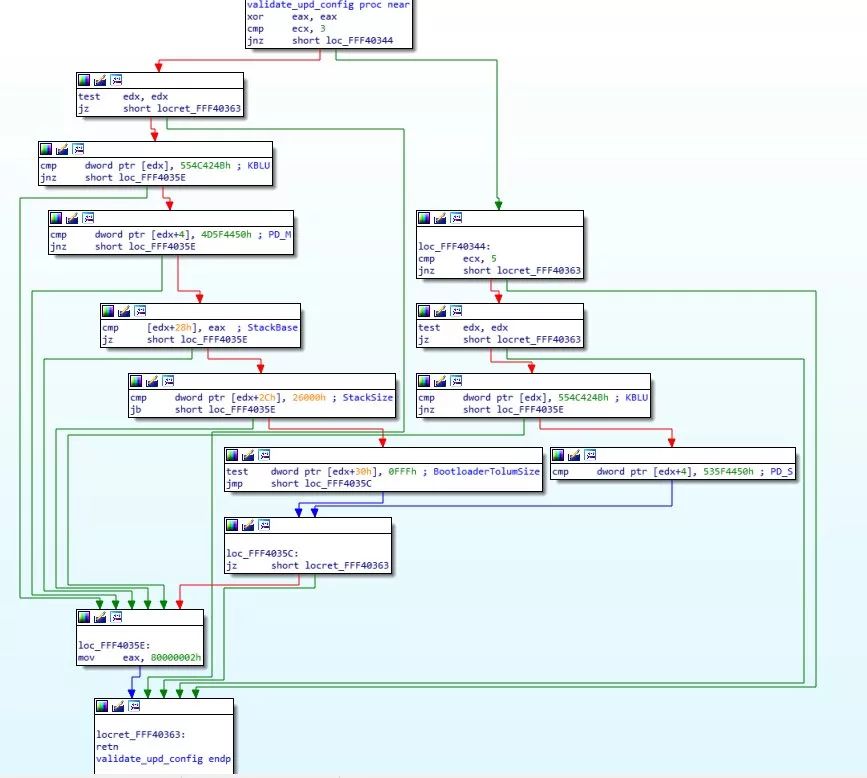 validate_upd_config proc near
xor eax, eax
cmp ecx, 3
jnz short loc_FFF40344
test edx, edx
jz short locret_FFF40363
cmp dword ptr [edx], 554C424Bh ; KBLU
jnz short loc_FFF4035E
cmp dword ptr [edx+4], 4D5F4450h ; PD_M
jnz short loc_FFF4035E
loc_FFF40344:
cmp ecx, 5
jnz short locret_FFF40363
cmp [edx+28h], eax ; StackBase
jz short loc_FFF4035E
test edx, edx
jz short locret_FFF40363
cmp dword ptr [edx+2Ch], 26000h ; StackSize
jb short loc_FFF4035E
cmp dword ptr [edx], 554C424Bh ; KBLU
jnz short loc_FFF4035E
test dword ptr [edx+30h], 0FFFh ; BootloaderTolumSize
jmp short loc_FFF4035C
cmp dword ptr [edx+4], 535F4450h ; PD_S
loc_FFF4035C:
jz short locret_FFF40363
loc_FFF4035E:
mov eax, 80000002h
locret_FFF40363:
retn
validate_upd_config endp